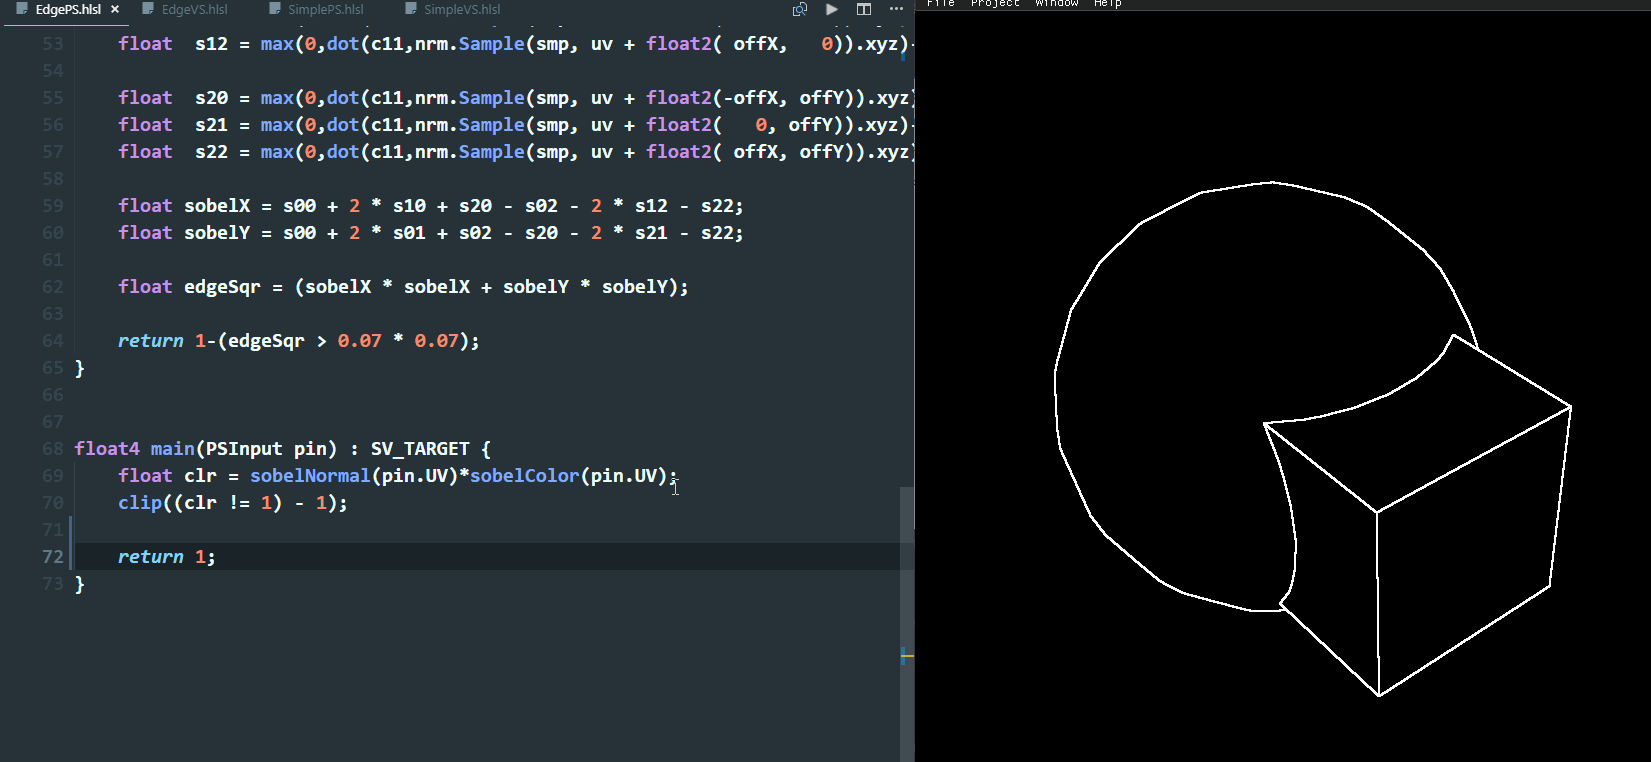 EdgePS.hlsl × EdgeVS.hlsl SimplePS.hlsl SimpleVS.hlsl
File Project Window Help
53 float  s12 = max(0,dot(c11,nrm.Sample(smp, uv + float2( offX,   0)).xyz)
54
55 float  s20 = max(0,dot(c11,nrm.Sample(smp, uv + float2(-offX, offY)).xyz)
56 float  s21 = max(0,dot(c11,nrm.Sample(smp, uv + float2(   0, offY)).xyz)
57 float  s22 = max(0,dot(c11,nrm.Sample(smp, uv + float2( offX, offY)).xyz)
58
59 float sobelX = s00 + 2 * s10 + s20 - s02 - 2 * s12 - s22;
60 float sobelY = s00 + 2 * s01 + s02 - s20 - 2 * s21 - s22;
61
62 float edgeSqr = (sobelX * sobelX + sobelY * sobelY);
63
64 return 1-(edgeSqr > 0.07 * 0.07);
65 }
66
67
68 float4 main(PSInput pin) : SV_TARGET {
69 float clr = sobelNormal(pin.UV)*sobelColor(pin.UV);
70 clip((clr != 1) - 1);
71
72 return 1;
73 }